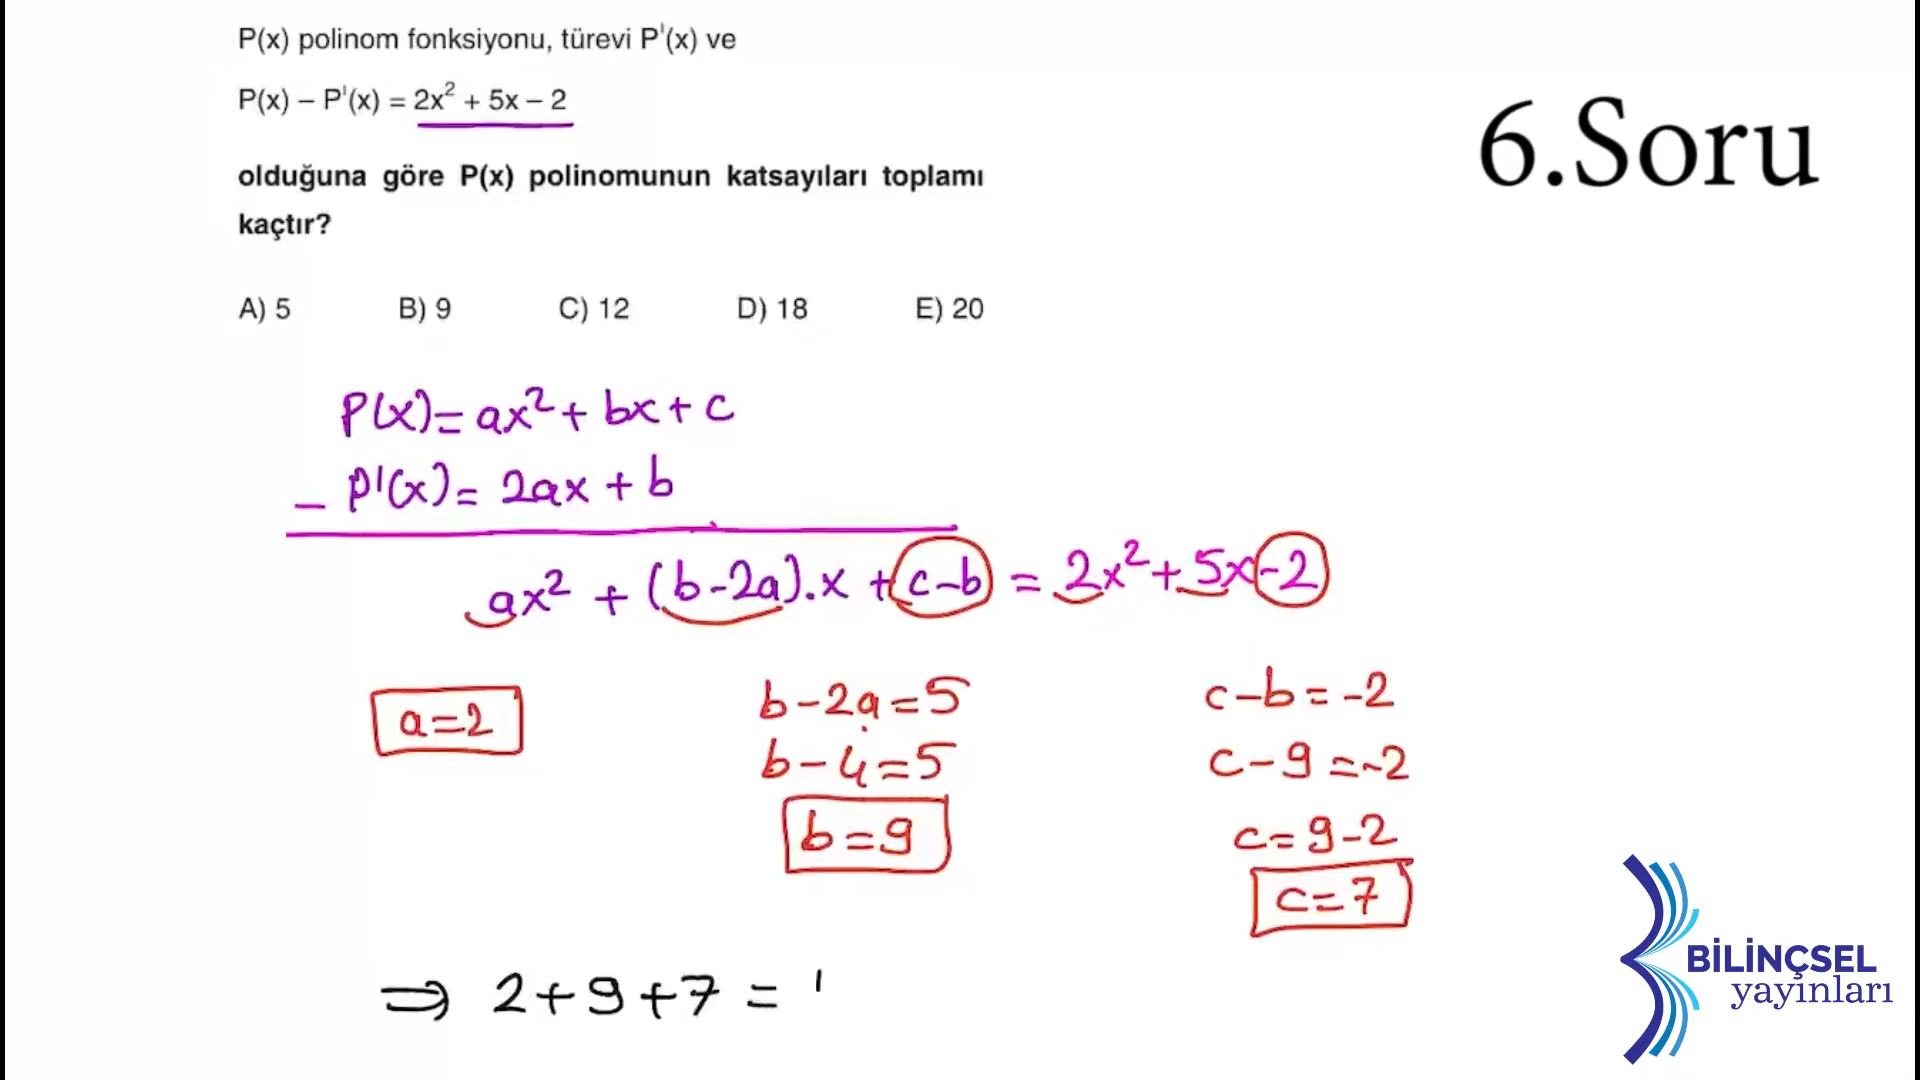 P(x) polinom fonksiyonu, türevi P'(x) ve
P(x) – P'(x) = 2x² + 5x – 2
olduğuna göre P(x) polinomunun katsayıları toplamı
kaçtır?
A) 5 B) 9 C) 12 D) 18 E) 20
6.Soru
P(x)= ax² + bx + c
– P'(x)= 2ax + b
ax² + (b-2a).x + c-b = 2x² + 5x -2
a=2
b-2a=5
b-4=5
b=9
c-b=-2
c-9=-2
c=9-2
c=7
⇒ 2+9+7 =
BİLİNÇSEL
yayınları